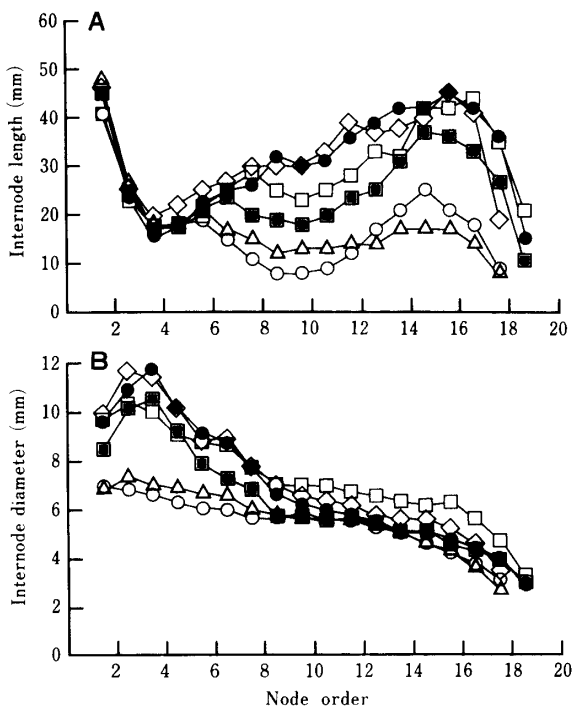 A
60
50
40
30
20
10
0
Internode length (mm)
2 4 6 8 10 12 14 16 18 20
B
12
10
8
6
4
2
0
Internode diameter (mm)
2 4 6 8 10 12 14 16 18 20
Node order